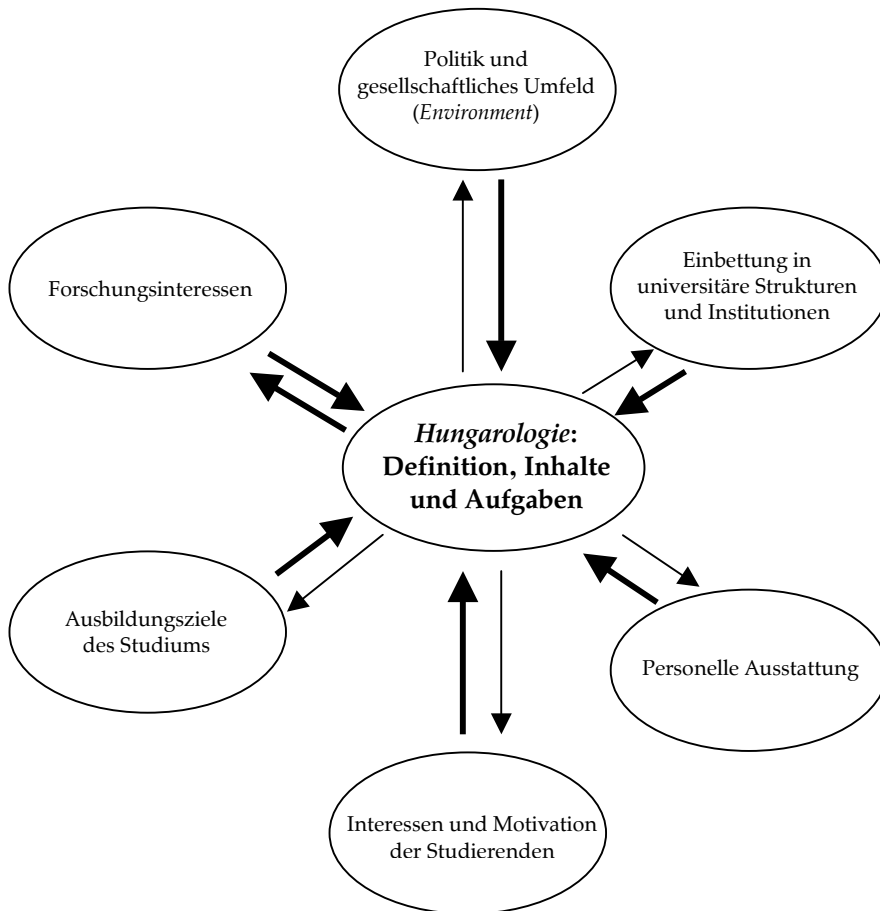 Politik und
gesellschaftliches Umfeld
(Environment)
Forschungsinteressen
Einbettung in
universitäre Strukturen
und Institutionen
Hungarologie:
Definition, Inhalte
und Aufgaben
Ausbildungsziele
des Studiums
Personelle Ausstattung
Interessen und Motivation
der Studierenden